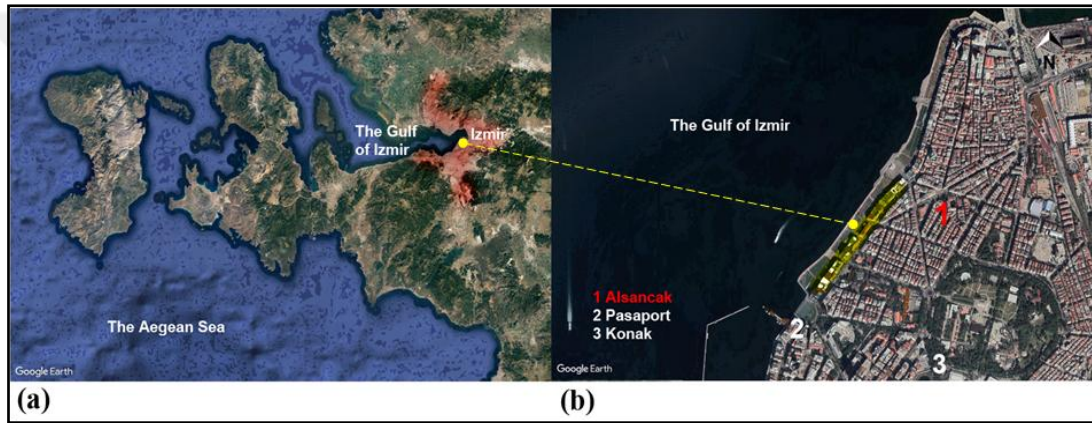 The Gulf
of Izmir
Izmir
The Aegean Sea
Google Earth
(a)
N
The Gulf of Izmir
1
1 Alsancak
2 Pasaport
3 Konak
2
3
Google Earth
(b)